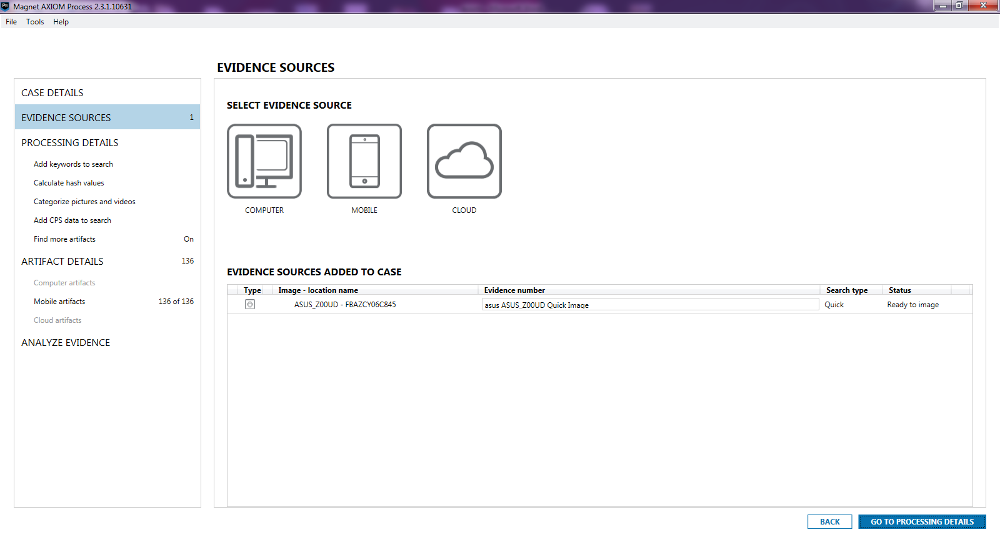 PR Magnet AXIOM Process 2.3.1.10631
File Tools Help
EVIDENCE SOURCES
CASE DETAILS
EVIDENCE SOURCES 1
PROCESSING DETAILS
Add keywords to search
Calculate hash values
Categorize pictures and videos
Add CPS data to search
Find more artifacts On
ARTIFACT DETAILS 136
Computer artifacts
Mobile artifacts 136 of 136
Cloud artifacts
ANALYZE EVIDENCE
SELECT EVIDENCE SOURCE
COMPUTER MOBILE CLOUD
EVIDENCE SOURCES ADDED TO CASE
Type Image - location name Evidence number Search type Status
ASUS_Z00UD - FBAZCY06C845 asus ASUS_Z00UD Quick Image Quick Ready to image
BACK GO TO PROCESSING DETAILS